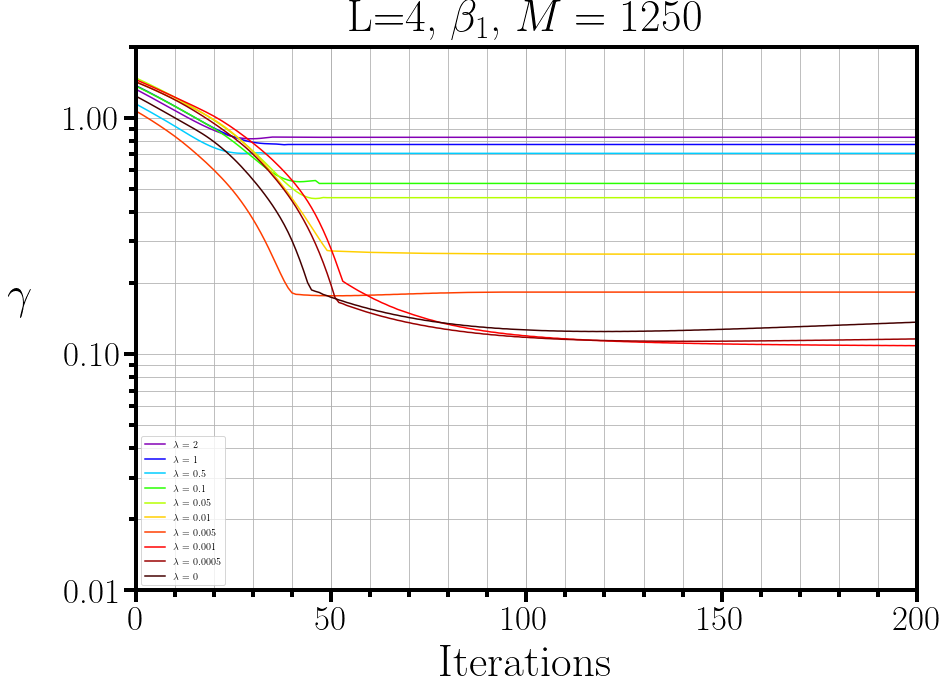 L=4, β₁, M = 1250
1.00
γ
0.10
λ = 2
λ = 1
λ = 0.5
λ = 0.1
λ = 0.05
λ = 0.01
λ = 0.005
λ = 0.001
λ = 0.0005
λ = 0
0.01
0 50 100 150 200
Iterations